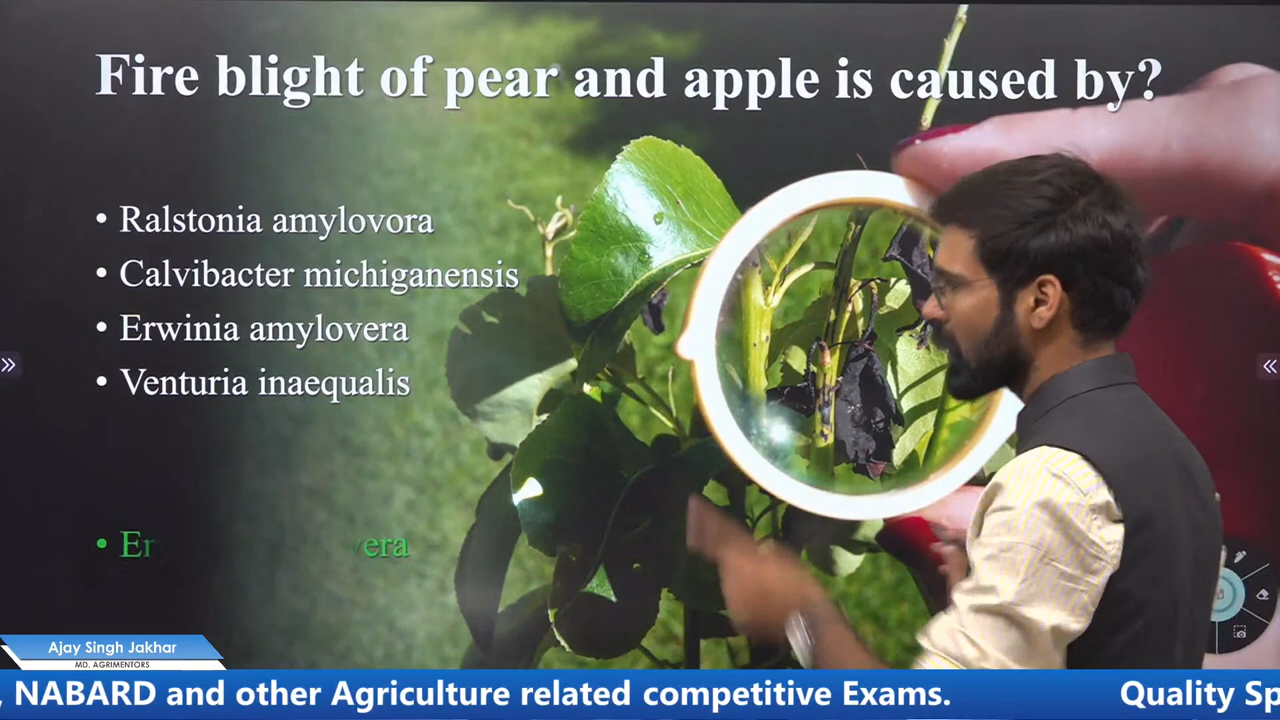 Fire blight of pear and apple is caused by?
• Ralstonia amylovora
• Calvibacter michiganensis
• Erwinia amylovera
• Venturia inaequalis
• Er vera
Ajay Singh Jakhar
MD. AGRIMENTORS
, NABARD and other Agriculture related competitive Exams. Quality Sp